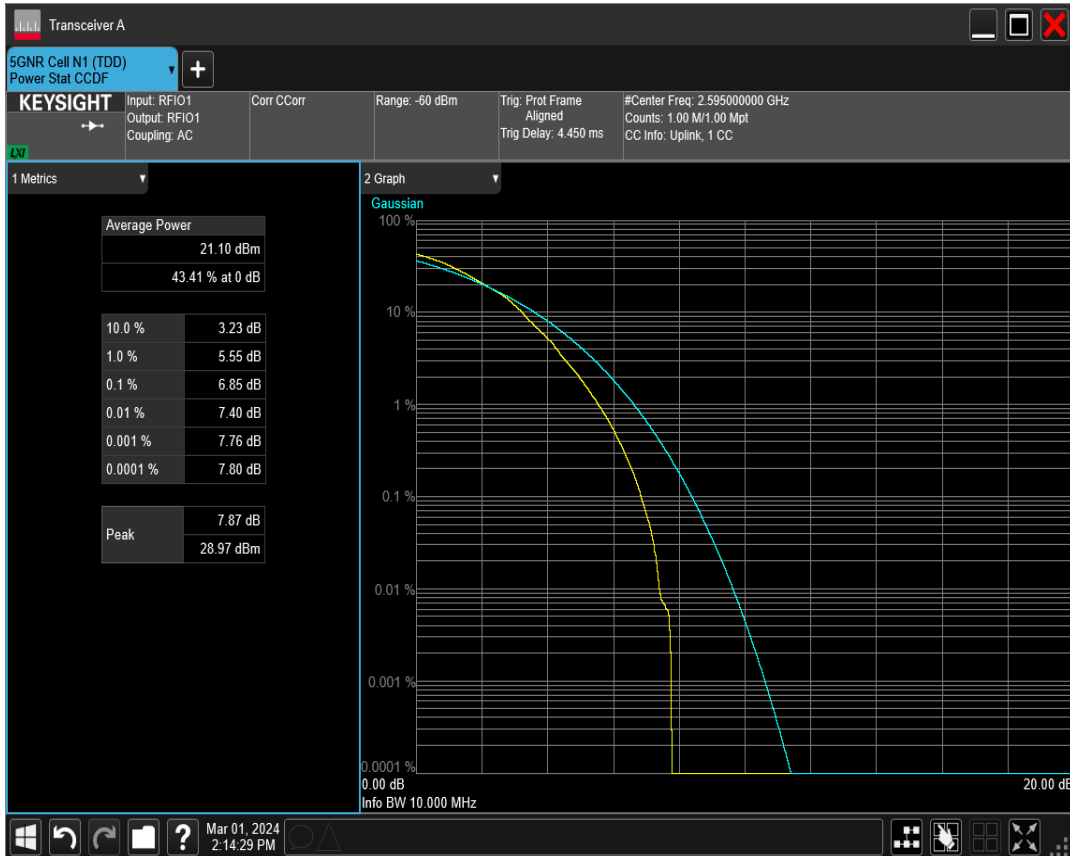 Transceiver A
5GNR Cell N1 (TDD)
Power Stat CCDF
+
KEYSIGHT
LXI
Input: RFIO1
Output: RFIO1
Coupling: AC
Corr CCorr
Range: -60 dBm
Trig: Prot Frame
Aligned
Trig Delay: 4.450 ms
#Center Freq: 2.595000000 GHz
Counts: 1.00 M/1.00 Mpt
CC Info: Uplink, 1 CC
1 Metrics
Average Power
21.10 dBm
43.41 % at 0 dB
10.0 % 3.23 dB
1.0 % 5.55 dB
0.1 % 6.85 dB
0.01 % 7.40 dB
0.001 % 7.76 dB
0.0001 % 7.80 dB
Peak
7.87 dB
28.97 dBm
2 Graph
Gaussian
100 %
10 %
1 %
0.1 %
0.01 %
0.001 %
0.0001 %
0.00 dB 20.00 dB
Info BW 10.000 MHz
?
Mar 01, 2024
2:14:29 PM